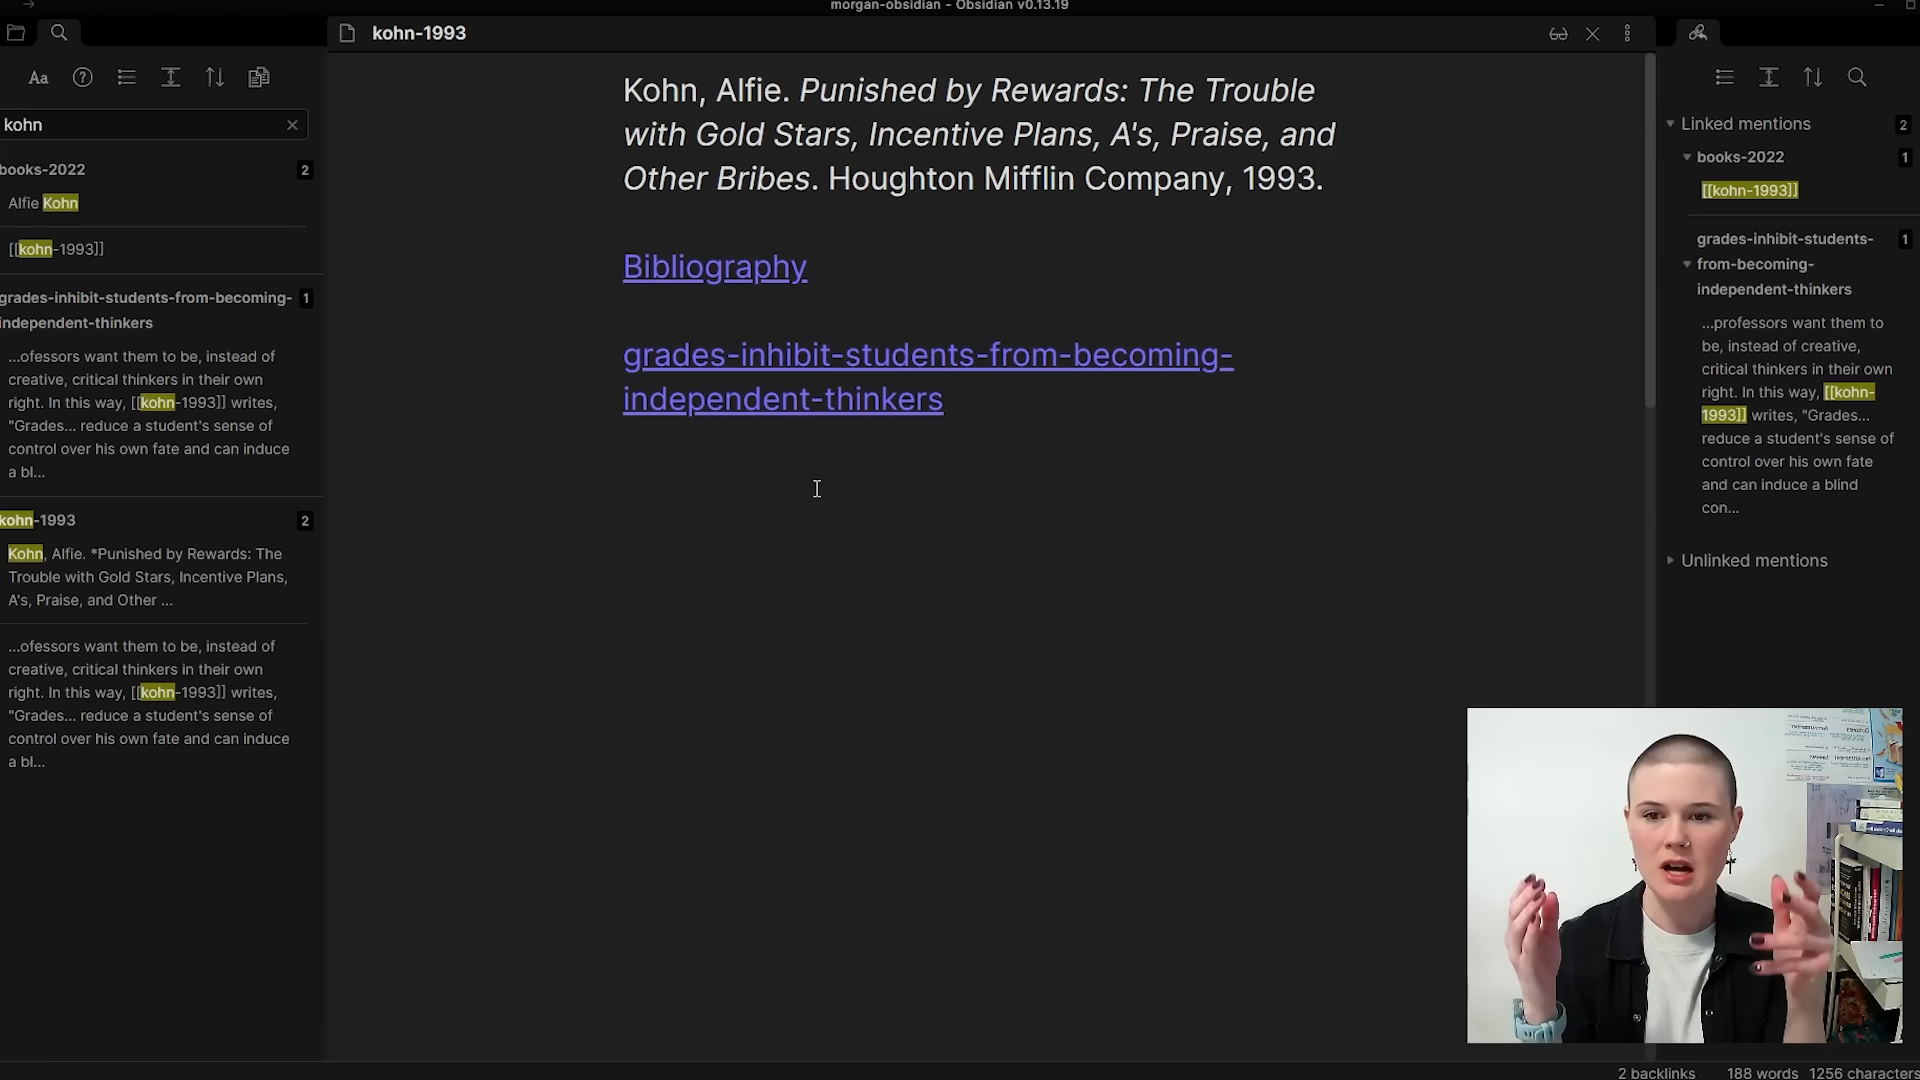 morgan-obsidian - Obsidian v0.13.19
kohn-1993
Aa
kohn
books-2022
2
Alfie Kohn
[[kohn-1993]]
grades-inhibit-students-from-becoming-
independent-thinkers
1
...ofessors want them to be, instead of
creative, critical thinkers in their own
right. In this way, [[kohn-1993]] writes,
"Grades... reduce a student's sense of
control over his own fate and can induce
a bl...
kohn-1993
2
Kohn, Alfie. *Punished by Rewards: The
Trouble with Gold Stars, Incentive Plans,
A's, Praise, and Other ...
...ofessors want them to be, instead of
creative, critical thinkers in their own
right. In this way, [[kohn-1993]] writes,
"Grades... reduce a student's sense of
control over his own fate and can induce
a bl...
Kohn, Alfie. Punished by Rewards: The Trouble
with Gold Stars, Incentive Plans, A's, Praise, and
Other Bribes. Houghton Mifflin Company, 1993.
Bibliography
grades-inhibit-students-from-becoming-
independent-thinkers
Linked mentions
2
books-2022
1
[[kohn-1993]]
grades-inhibit-students-
from-becoming-
independent-thinkers
1
...professors want them to
be, instead of creative,
critical thinkers in their own
right. In this way, [[kohn-
1993]] writes, "Grades...
reduce a student's sense of
control over his own fate
and can induce a blind
con...
Unlinked mentions
2 backlinks
188 words
1256 characters